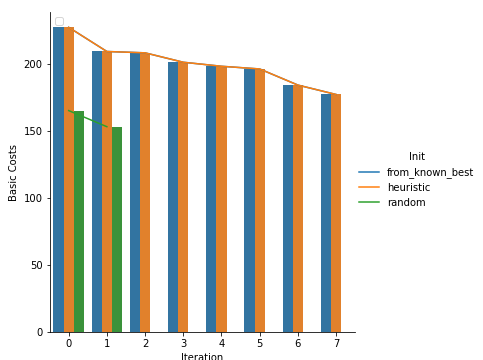 200
150
100
50
0
Basic Costs
0 1 2 3 4 5 6 7
Iteration
Init
from_known_best
heuristic
random